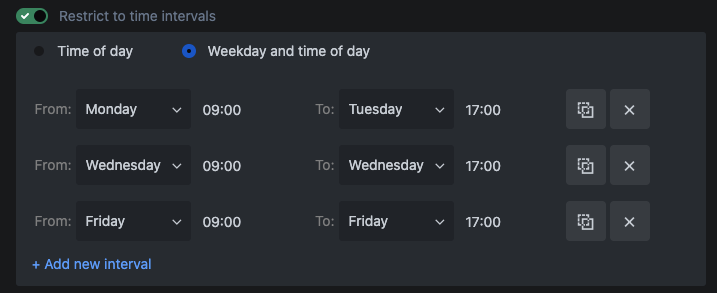 Restrict to time intervals
Time of day Weekday and time of day
From: Monday 09:00 To: Tuesday 17:00
From: Wednesday 09:00 To: Wednesday 17:00
From: Friday 09:00 To: Friday 17:00
+ Add new interval